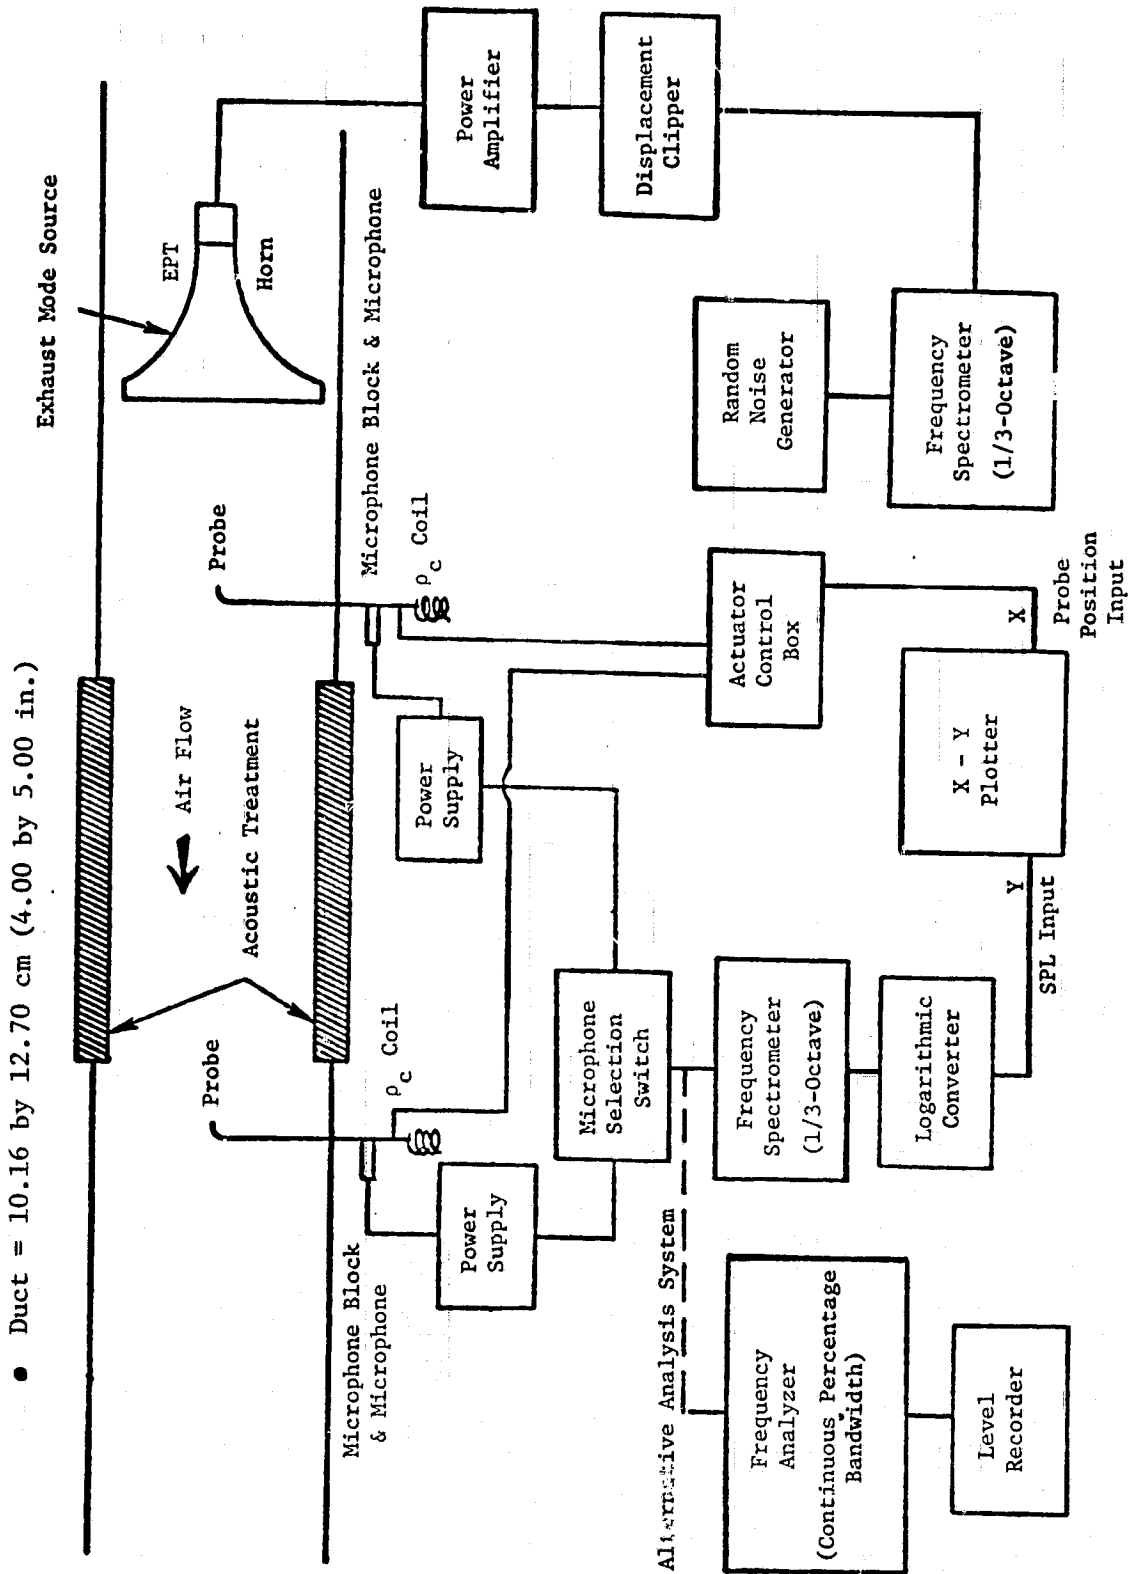 ● Duct = 10.16 by 12.70 cm (4.00 by 5.00 in.)
Exhaust Mode Source
EPT
Horn
Probe
Air Flow
Acoustic Treatment
Probe
Microphone Block & Microphone
ρc Coil
ρc Coil
Microphone Block
& Microphone
Power
Supply
Power
Supply
Power
Amplifier
Displacement
Clipper
Random
Noise
Generator
Frequency
Spectrometer
(1/3-Octave)
Actuator
Control
Box
Microphone
Selection
Switch
Alternative Analysis System
Frequency
Spectrometer
(1/3-Octave)
Logarithmic
Converter
Frequency
Analyzer
(Continuous Percentage
Bandwidth)
Level
Recorder
X - Y
Plotter
Y
SPL Input
X
Probe
Position
Input